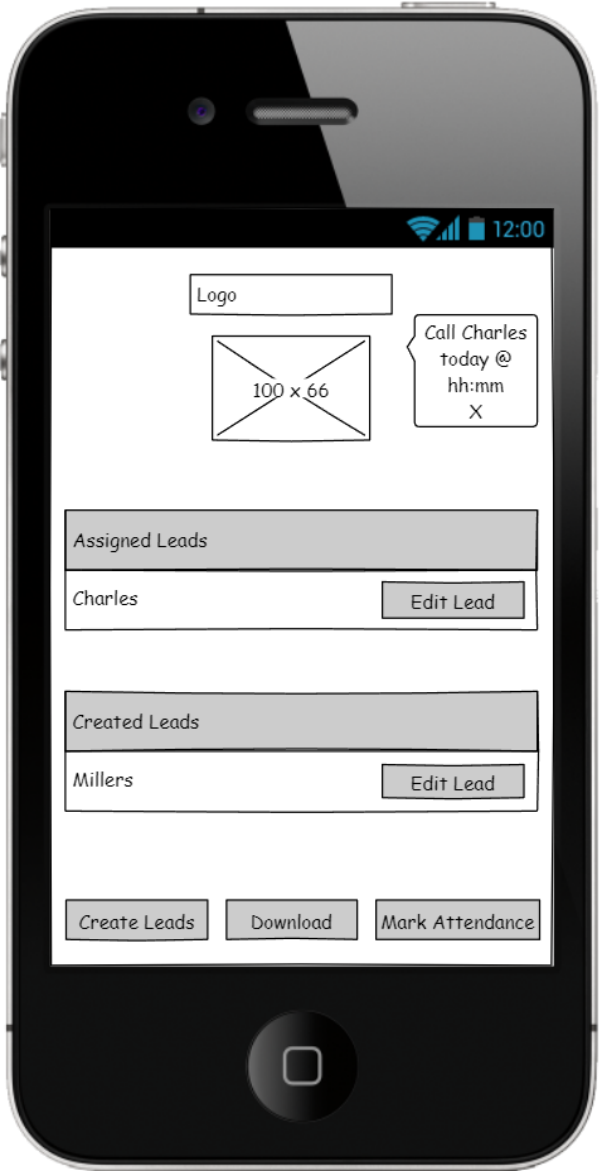 12:00
Logo
100 x 66
Call Charles
today @
hh:mm
X
Assigned Leads
Charles
Edit Lead
Created Leads
Millers
Edit Lead
Create Leads
Download
Mark Attendance